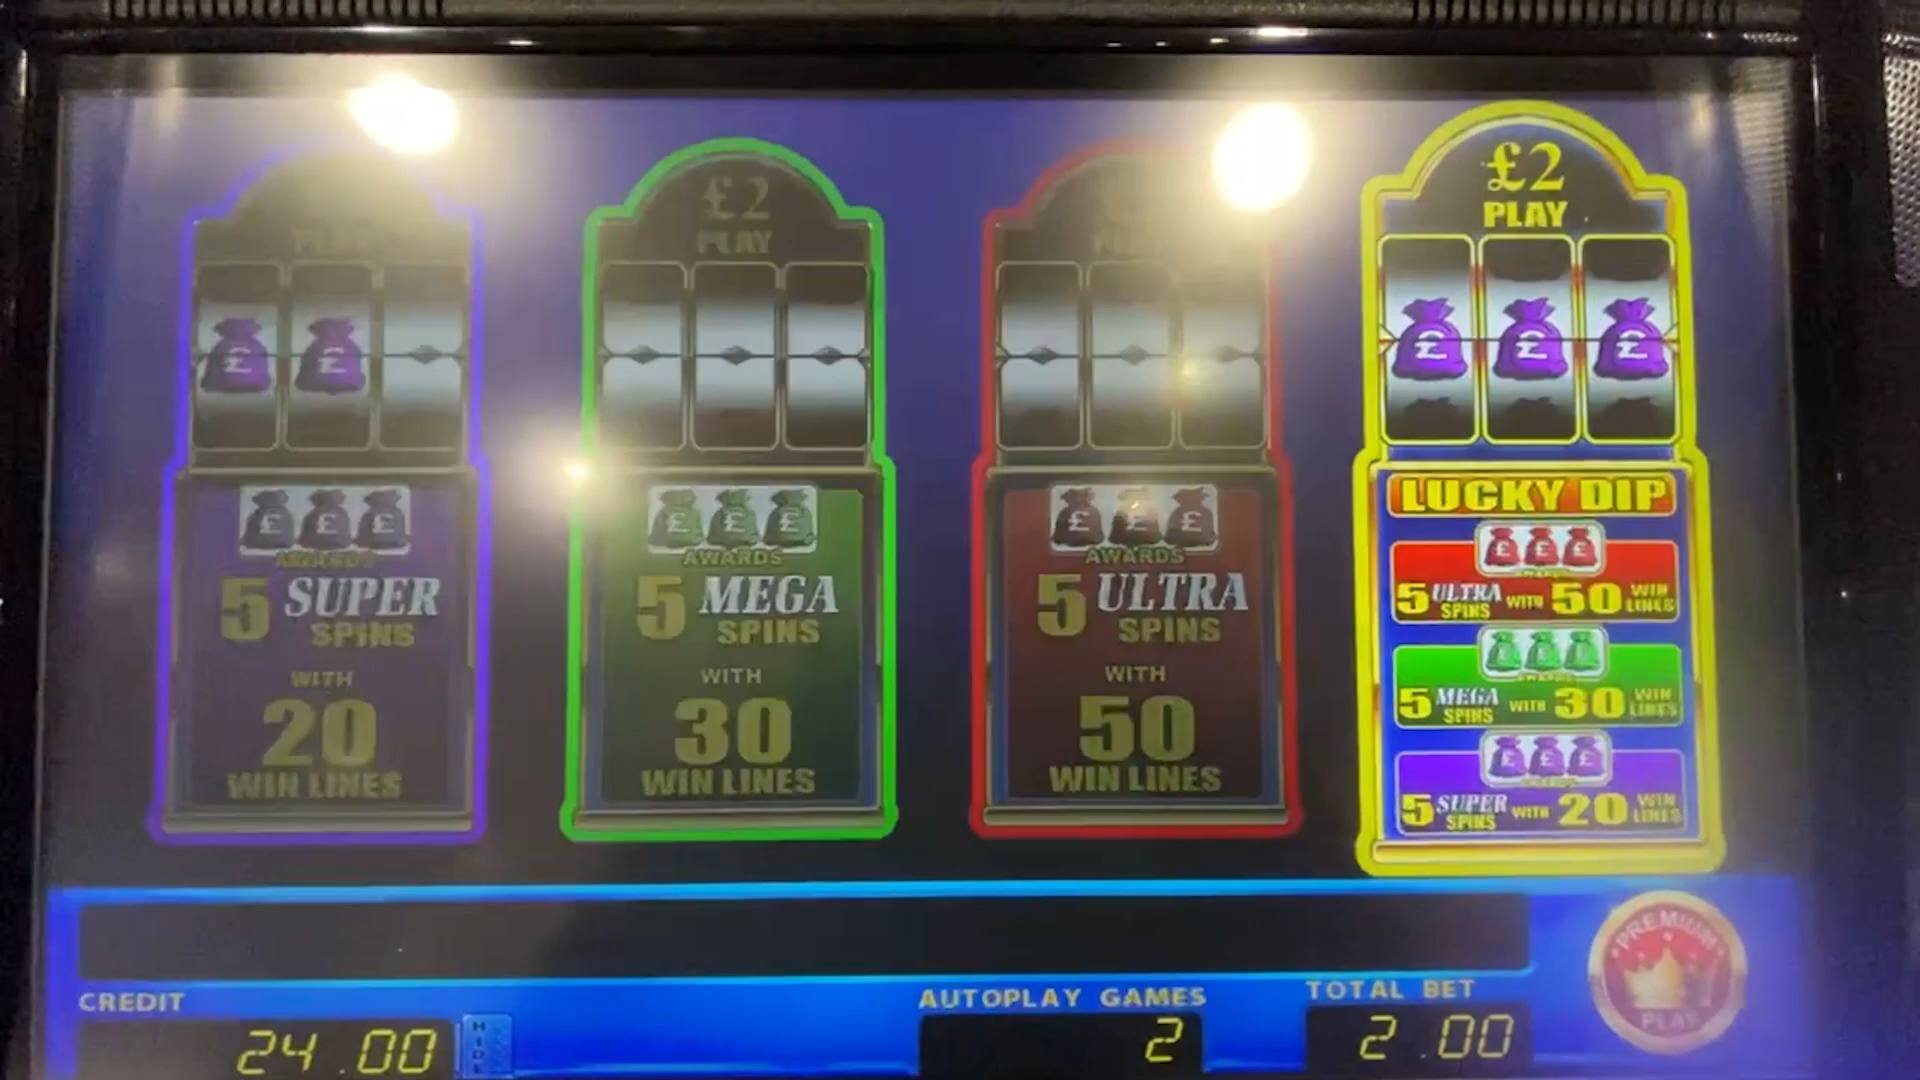 PLAY
£
£
£ £ £
AWARDS
5 SUPER
SPINS
WITH
20
WIN LINES
£2
PLAY
£ £ £
AWARDS
5 MEGA
SPINS
WITH
30
WIN LINES
£ £ £
AWARDS
5 ULTRA
SPINS
WITH
50
WIN LINES
£2
PLAY
£ £ £
LUCKY DIP
£ £ £
5 ULTRA SPINS WITH 50 WIN LINES
£ £ £
AWARDS
5 MEGA SPINS WITH 30 WIN LINES
£ £ £
5 SUPER SPINS WITH 20 WIN LINES
PREMIUM
PLAY
CREDIT
24.00
HIDE
AUTOPLAY GAMES
2
TOTAL BET
2.00